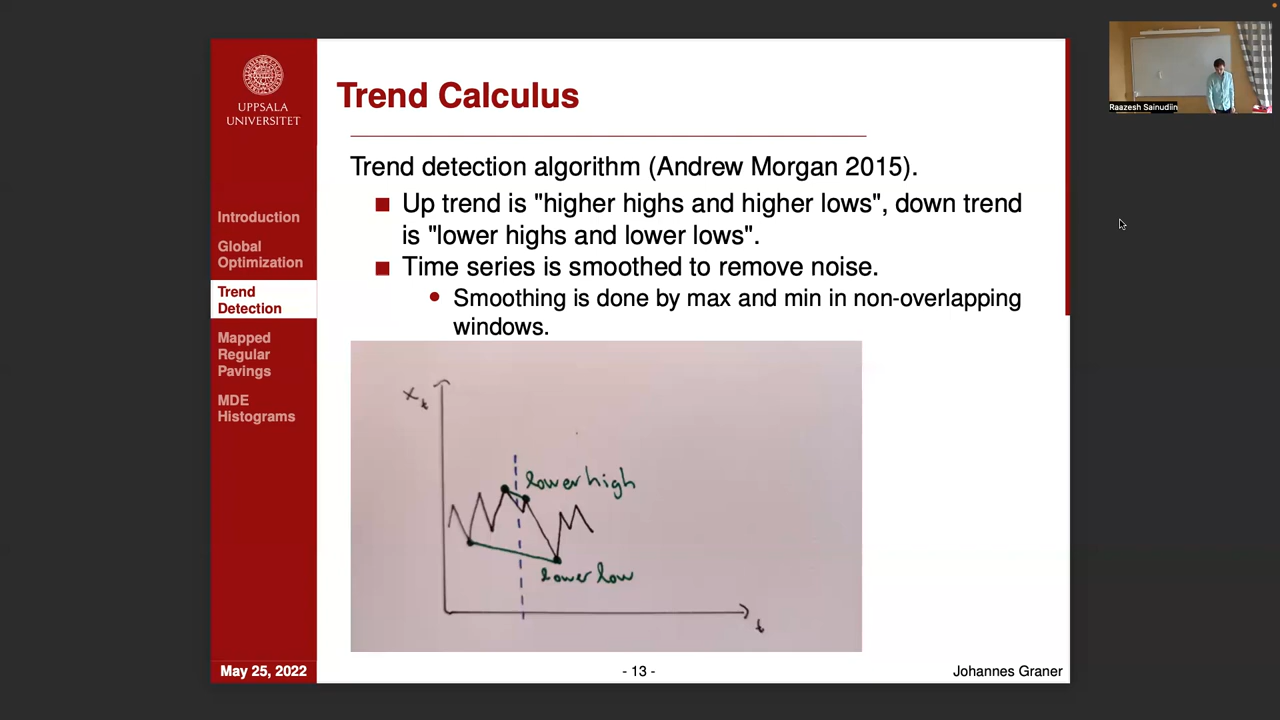 UPPSALA
UNIVERSITET
Introduction
Global
Optimization
Trend
Detection
Mapped
Regular
Pavings
MDE
Histograms
May 25, 2022
Trend Calculus
Trend detection algorithm (Andrew Morgan 2015).
Up trend is "higher highs and higher lows", down trend
is "lower highs and lower lows".
Time series is smoothed to remove noise.
Smoothing is done by max and min in non-overlapping
windows.
x_t
lower high
lower low
t
- 13 -
Johannes Graner
Raazesh Sainudiin